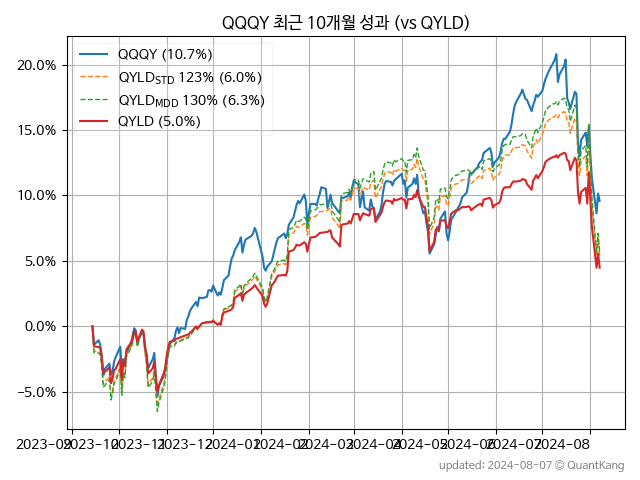 QQQY 최근 10개월 성과 (vs QYLD)
QQQY (10.7%)
QYLD_STD 123% (6.0%)
QYLD_MDD 130% (6.3%)
QYLD (5.0%)
20.0%
15.0%
10.0%
5.0%
0.0%
−5.0%
2023-09 2023-10 2023-11 2023-12 2024-01 2024-02 2024-03 2024-04 2024-05 2024-06 2024-07 2024-08
updated: 2024-08-07 © QuantKang